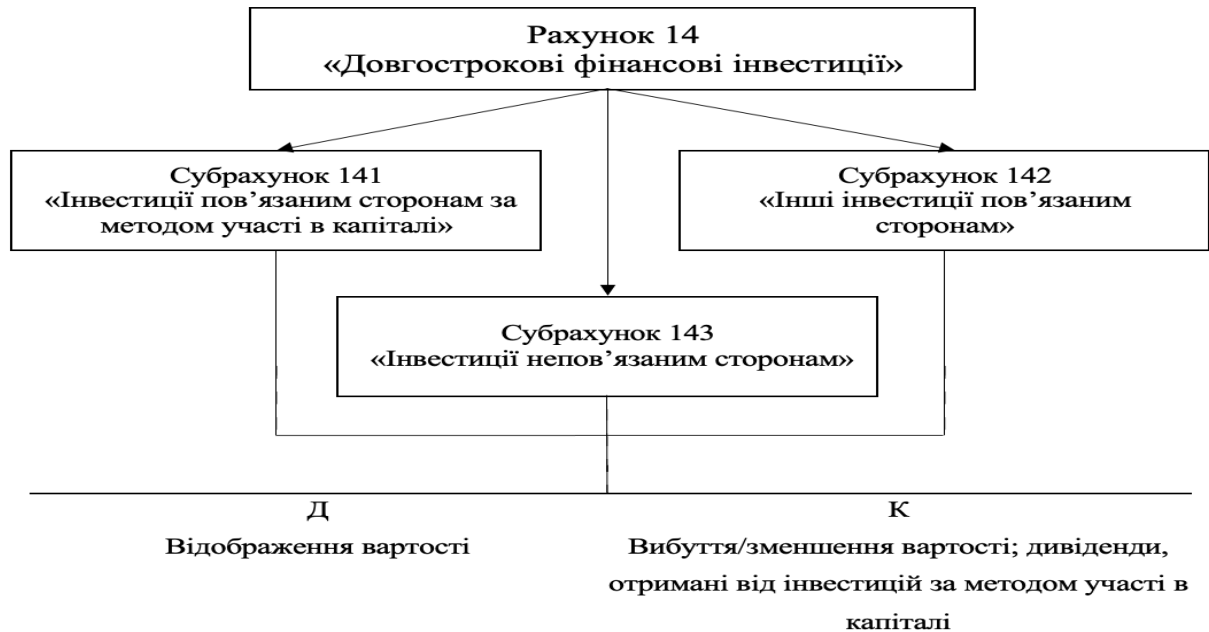 Рахунок 14
«Довгострокові фінансові інвестиції»
Субрахунок 141
«Інвестиції пов’язаним сторонам за
методом участі в капіталі»
Субрахунок 142
«Інші інвестиції пов’язаним
сторонам»
Субрахунок 143
«Інвестиції непов’язаним сторонам»
Д
Відображення вартості
К
Вибуття/зменшення вартості; дивіденди,
отримані від інвестицій за методом участі в
капіталі